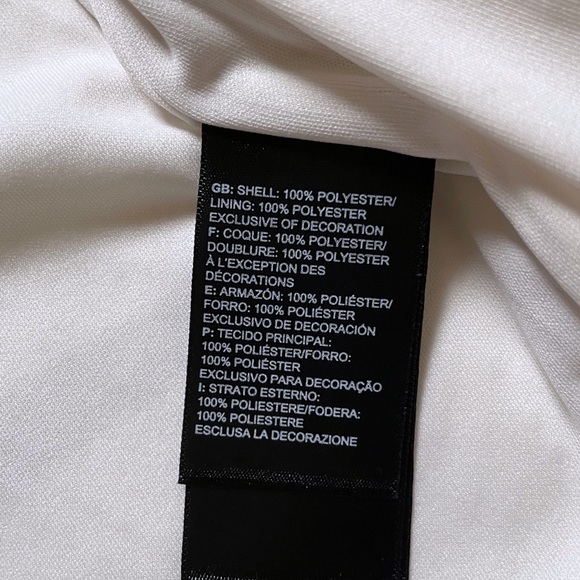 GB: SHELL: 100% POLYESTER/
LINING: 100% POLYESTER
EXCLUSIVE OF DECORATION
F: COQUE: 100% POLYESTER/
DOUBLURE: 100% POLYESTER
À L'EXCEPTION DES
DÉCORATIONS
E: ARMAZÓN: 100% POLIÉSTER/
FORRO: 100% POLIÉSTER
EXCLUSIVO DE DECORACIÓN
P: TECIDO PRINCIPAL:
100% POLIÉSTER/FORRO:
100% POLIÉSTER
EXCLUSIVO PARA DECORAÇÃO
I: STRATO ESTERNO:
100% POLIESTERE/FODERA:
100% POLIESTERE
ESCLUSA LA DECORAZIONE